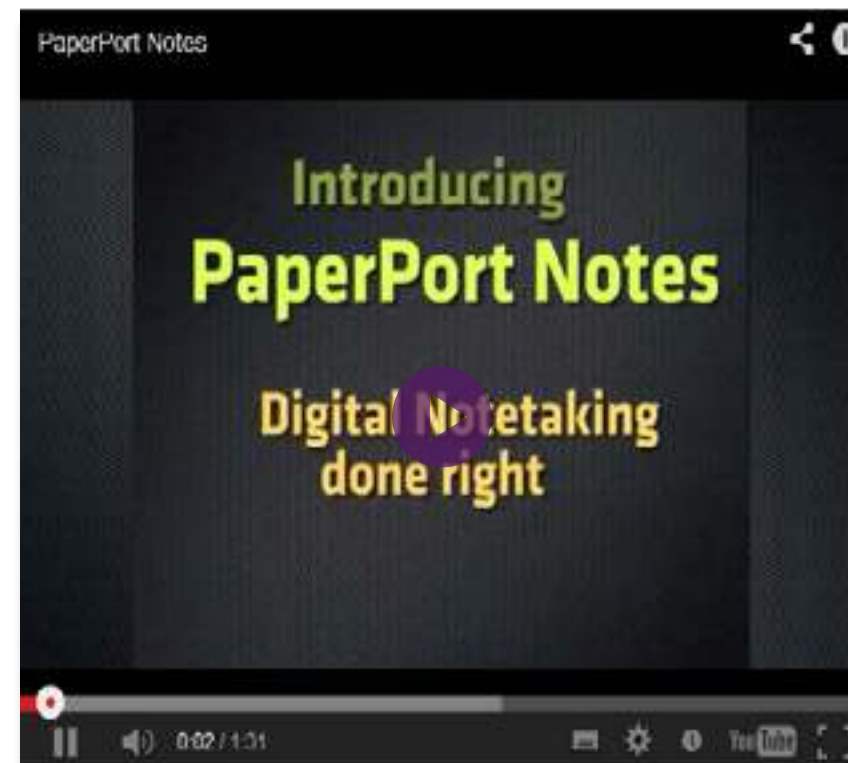 PaperPort Notes
Introducing
PaperPort Notes
Digital Notetaking
done right
0:02 / 1:31
YouTube